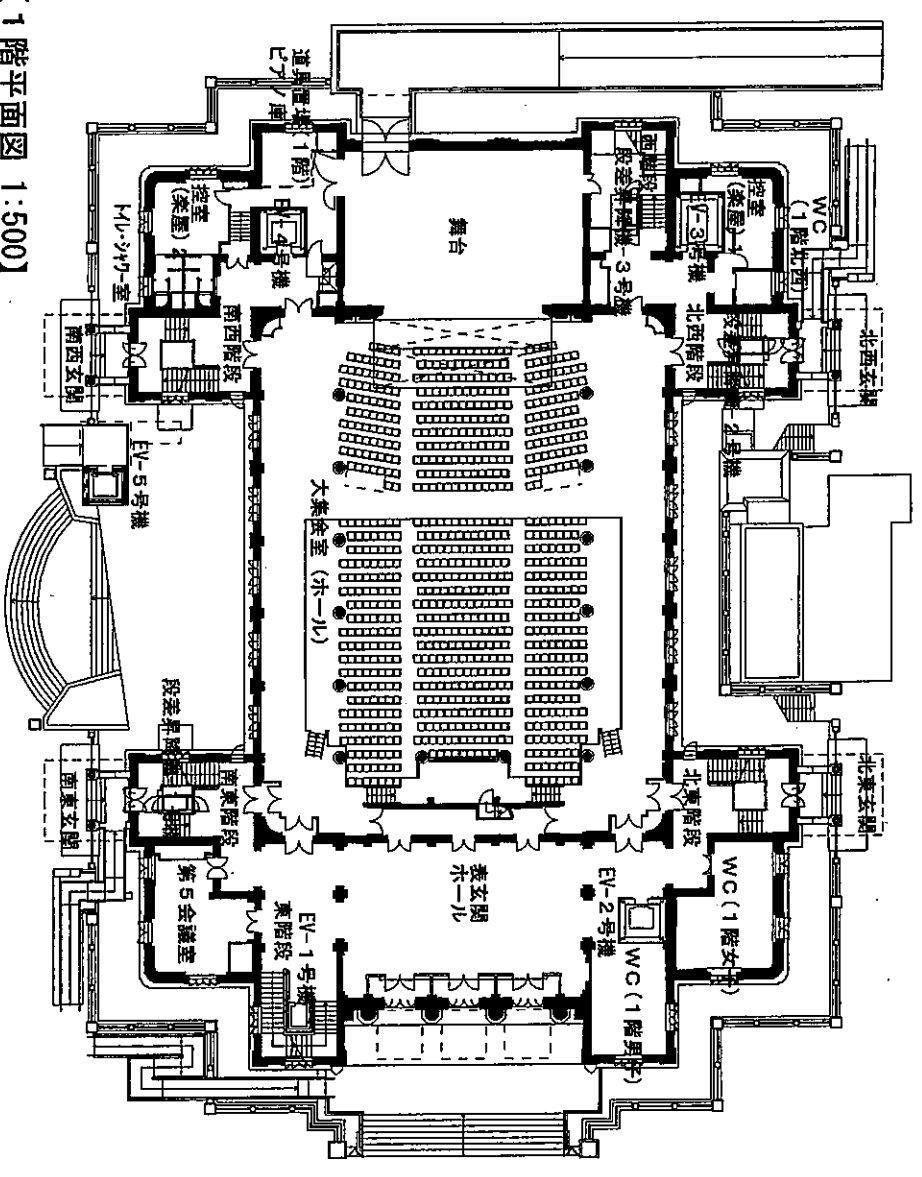 【1階平面図 1:500】
WC
(1階北西)
控室
(楽屋)1
EV-3号機
西階段
段差昇降機-3号機
道具置場(1階)
ピアノ庫
EV-4号機
控室
(楽屋)2
トイレ・シャワー室
舞台
北西玄関
北西階段
南西階段
南西玄関
EV-5号機
大集会室(ホール)
北東玄関
北東階段
南東階段
南東玄関
表玄関
ホール
EV-2号機
WC(1階女子)
WC(1階男子)
EV-1号機
東階段
第5会議室